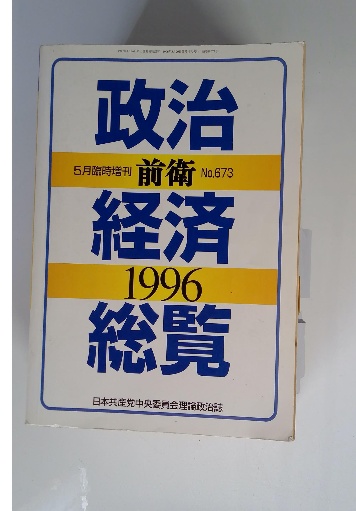 政治
5月臨時増刊 前衛 No.673
経済
1996
総覧
日本共産党中央委員会理論政治誌